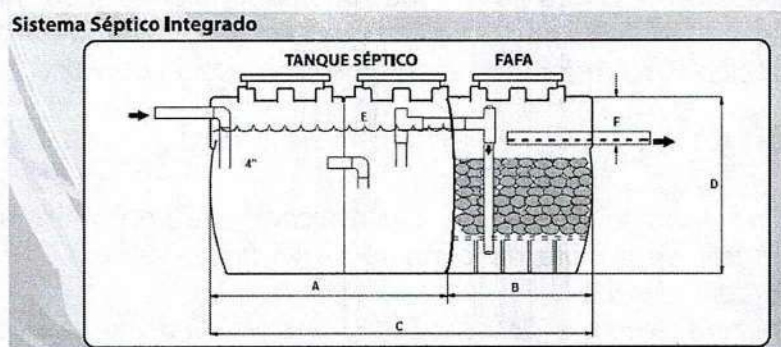 Sistema Séptico Integrado
TANQUE SÉPTICO FAFA
E
F
4"
D
A B
C